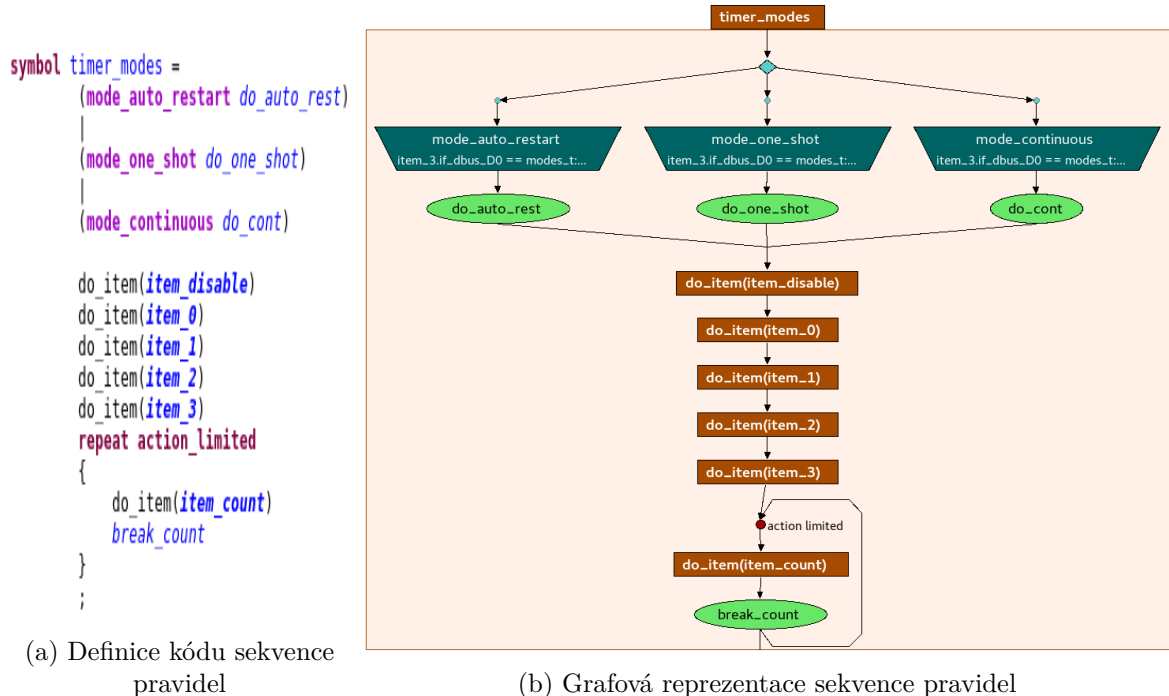 symbol timer_modes =
(mode_auto_restart do_auto_rest)
|
(mode_one_shot do_one_shot)
|
(mode_continuous do_cont)
do_item(item_disable)
do_item(item_0)
do_item(item_1)
do_item(item_2)
do_item(item_3)
repeat action_limited
{
do_item(item_count)
break_count
}
;
(a) Definice kódu sekvence
pravidel
timer_modes
mode_auto_restart
item_3.if_dbus_D0 == modes_t:...
mode_one_shot
item_3.if_dbus_D0 == modes_t:...
mode_continuous
item_3.if_dbus_D0 == modes_t:...
do_auto_rest
do_one_shot
do_cont
do_item(item_disable)
do_item(item_0)
do_item(item_1)
do_item(item_2)
do_item(item_3)
action limited
do_item(item_count)
break_count
(b) Grafová reprezentace sekvence pravidel